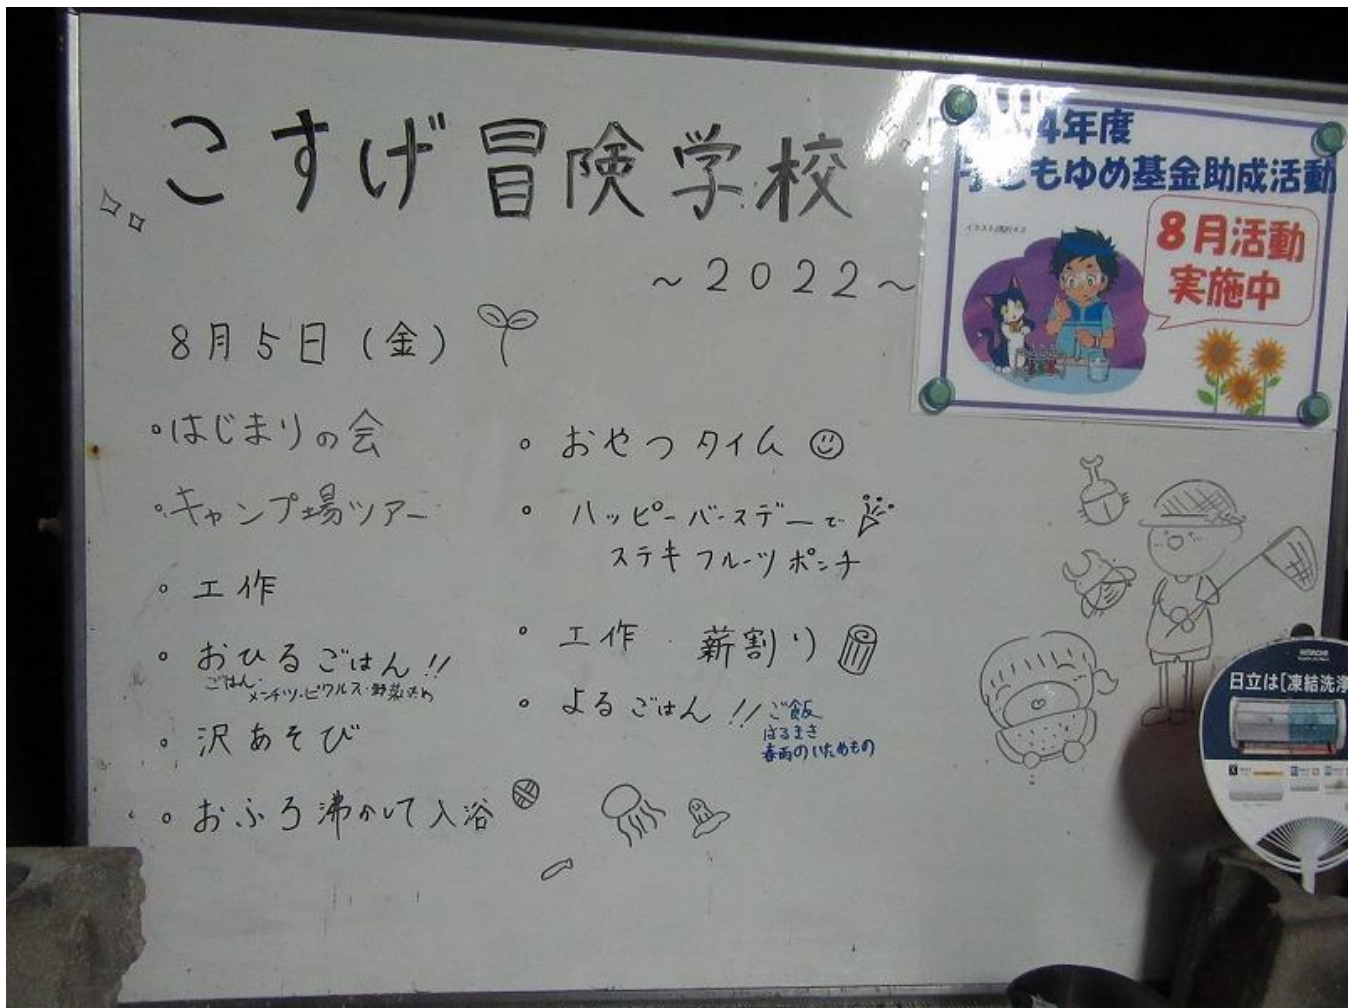 こすげ冒険学校
～2022～
8月5日(金)
・はじまりの会
・キャンプ場ツアー
・工作
・おひるごはん!!
ごはん・
メンチカツ・ピクルス・野菜炒め
・沢あそび
・おふろ沸かして入浴
・おやつタイム
・ハッピーバースデーで
ステキフルーツポンチ
・工作・薪割り
・よるごはん!!
ご飯
はるまき
春雨のいためもの
4年度
子どもゆめ基金助成活動
8月活動
実施中
HITACHI
日立は[凍結洗浄